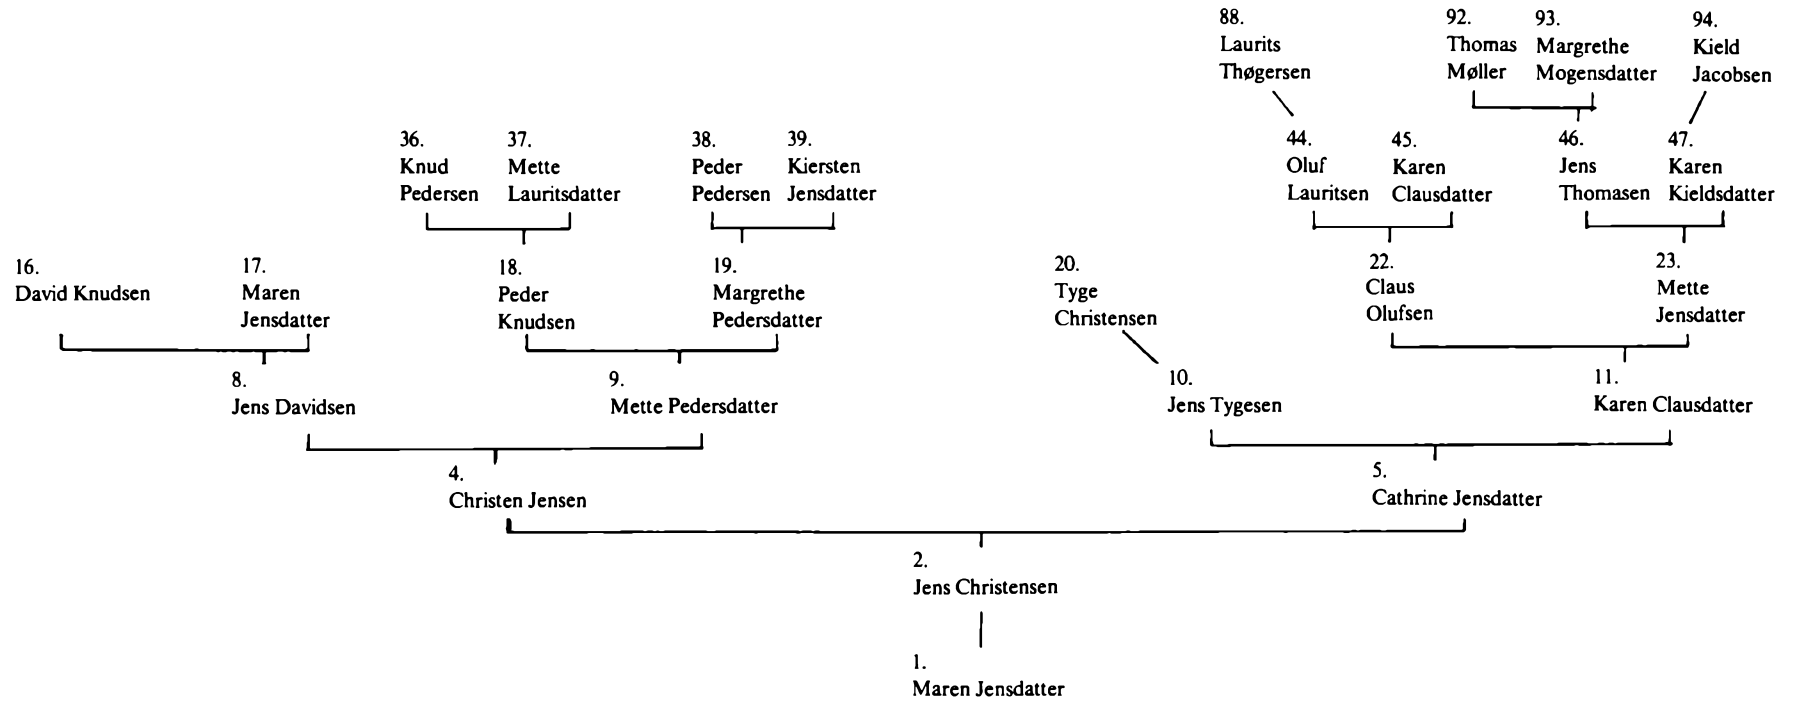 88.
Laurits
Thøgersen
92.
Thomas
Møller
93.
Margrethe
Mogensdatter
94.
Kield
Jacobsen
36.
Knud
Pedersen
37.
Mette
Lauritsdatter
38.
Peder
Pedersen
39.
Kiersten
Jensdatter
44.
Oluf
Lauritsen
45.
Karen
Clausdatter
46.
Jens
Thomasen
47.
Karen
Kieldsdatter
16.
David Knudsen
17.
Maren
Jensdatter
18.
Peder
Knudsen
19.
Margrethe
Pedersdatter
20.
Tyge
Christensen
22.
Claus
Olufsen
23.
Mette
Jensdatter
8.
Jens Davidsen
9.
Mette Pedersdatter
10.
Jens Tygesen
11.
Karen Clausdatter
4.
Christen Jensen
5.
Cathrine Jensdatter
2.
Jens Christensen
1.
Maren Jensdatter